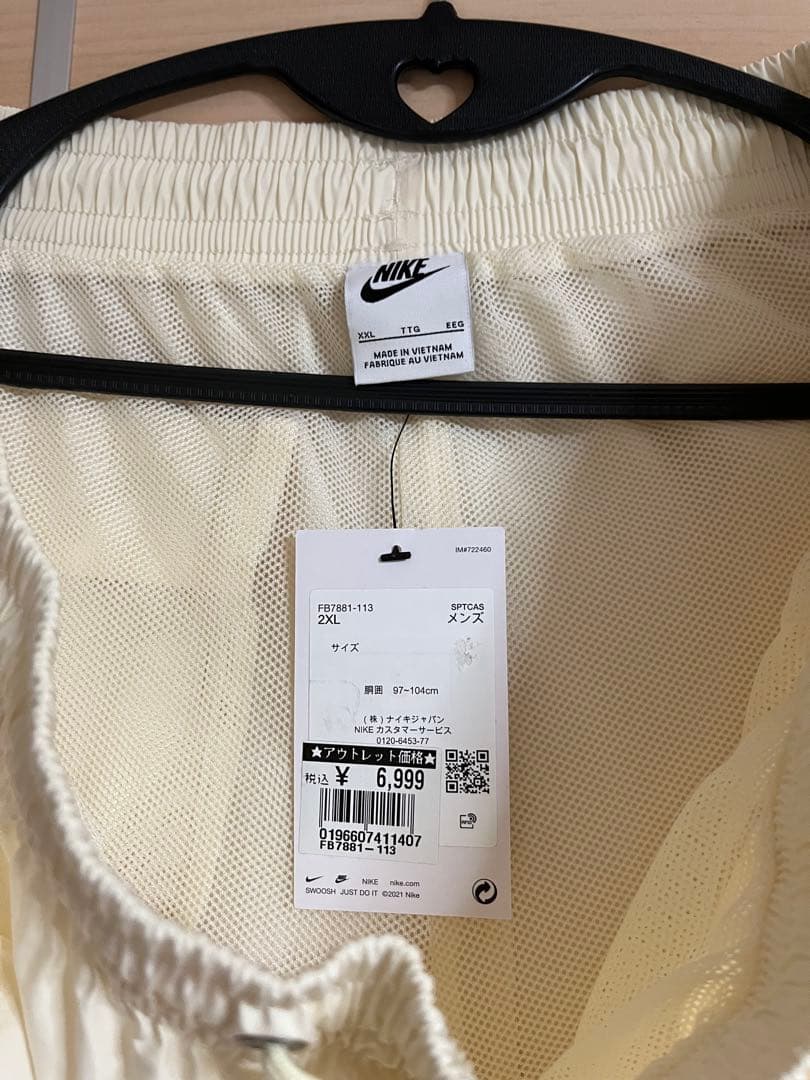 NIKE
XXL TTG EEG
MADE IN VIETNAM
FABRIQUE AU VIETNAM
IM#722460
FB7881-113 SPTCAS
2XL メンズ
サイズ
胴囲 97~104cm
(株)ナイキジャパン
NIKE カスタマーサービス
0120-6453-77
★アウトレット価格★
税込 ¥ 6,999
0196607411407
FB7881-113
NIKE nike.com
SWOOSH JUST DO IT ©2021 Nike